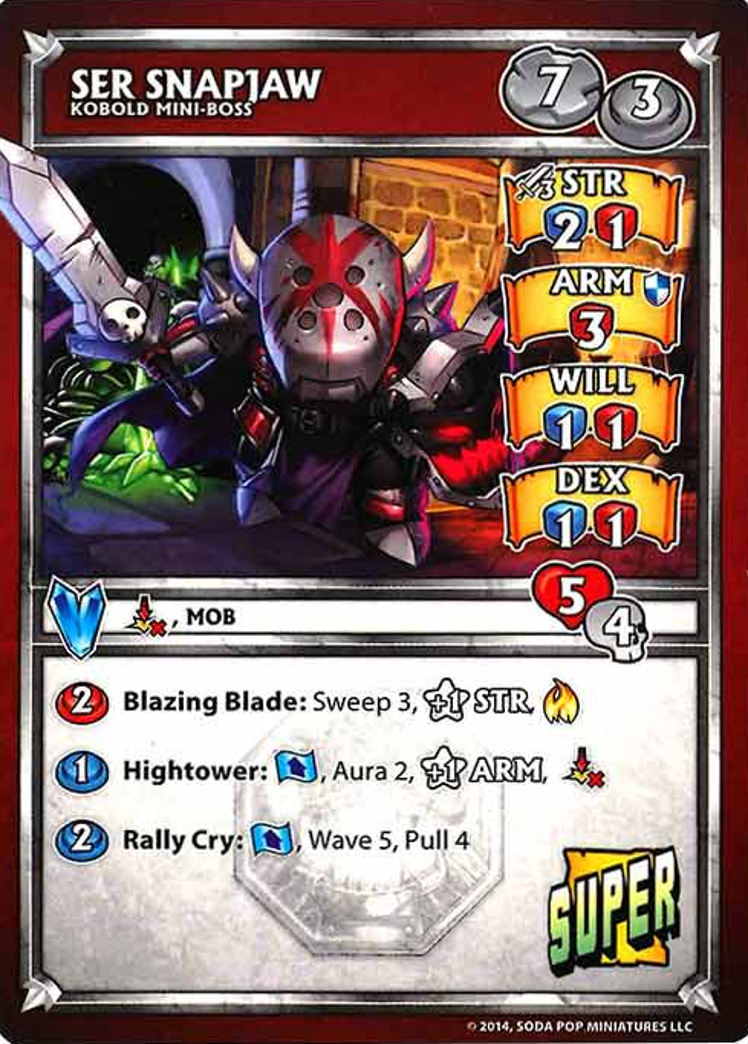 SER SNAPJAW
KOBOLD MINI-BOSS
7 3
3 STR
2 1
ARM
3
WILL
1 1
DEX
1 1
, MOB
5 4
2 Blazing Blade: Sweep 3, +1 STR,
1 Hightower: , Aura 2, +1 ARM,
2 Rally Cry: , Wave 5, Pull 4
SUPER
© 2014, SODA POP MINIATURES LLC